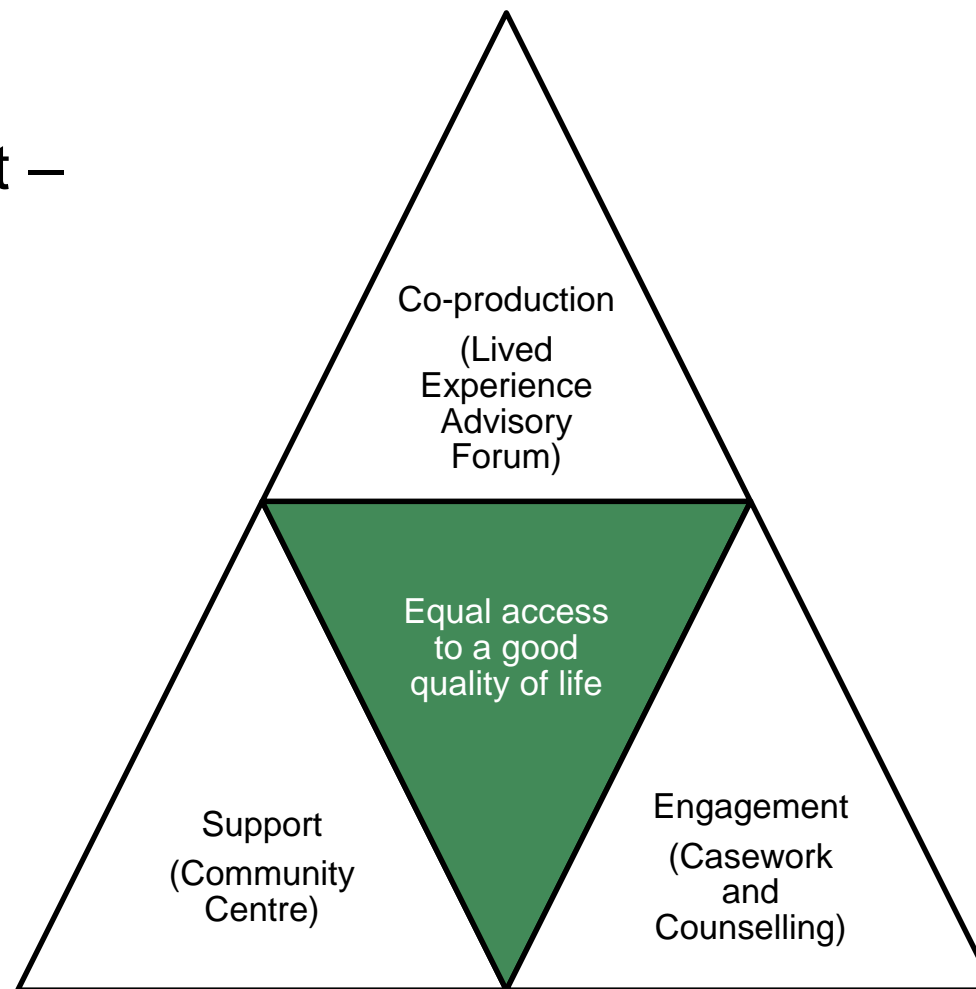 t –
Co-production
(Lived
Experience
Advisory
Forum)
Equal access
to a good
quality of life
Support
(Community
Centre)
Engagement
(Casework
and
Counselling)